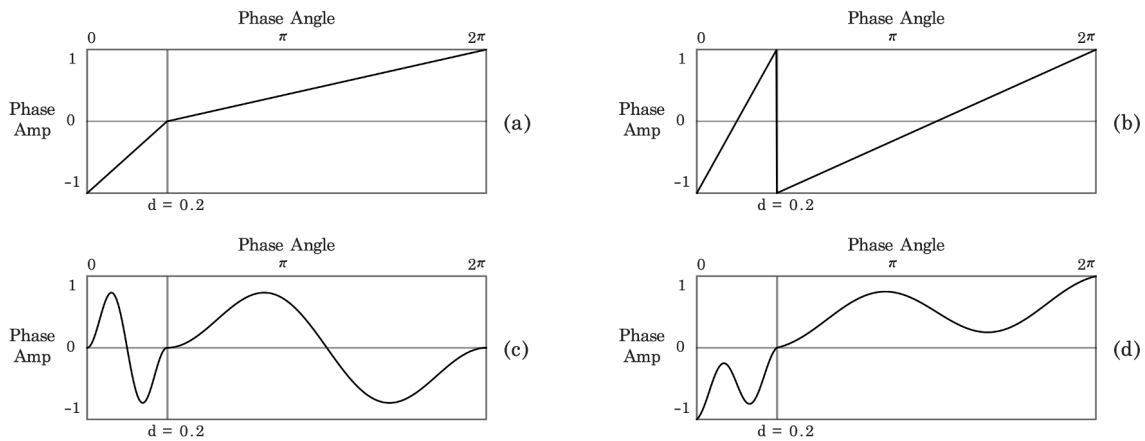 Phase Angle
0 π 2π
1
Phase
Amp
0
-1
d = 0.2
(a)
Phase Angle
0 π 2π
1
Phase
Amp
0
-1
d = 0.2
(b)
Phase Angle
0 π 2π
1
Phase
Amp
0
-1
d = 0.2
(c)
Phase Angle
0 π 2π
1
Phase
Amp
0
-1
d = 0.2
(d)